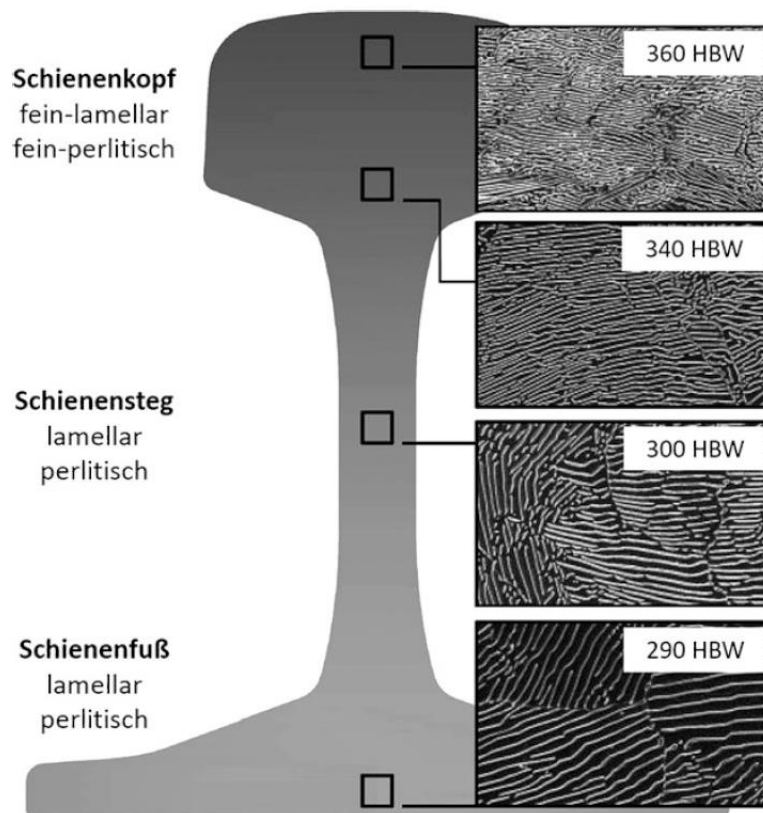 Schienenkopf
fein-lamellar
fein-perlitisch
360 HBW
340 HBW
Schienensteg
lamellar
perlitisch
300 HBW
Schienenfuß
lamellar
perlitisch
290 HBW